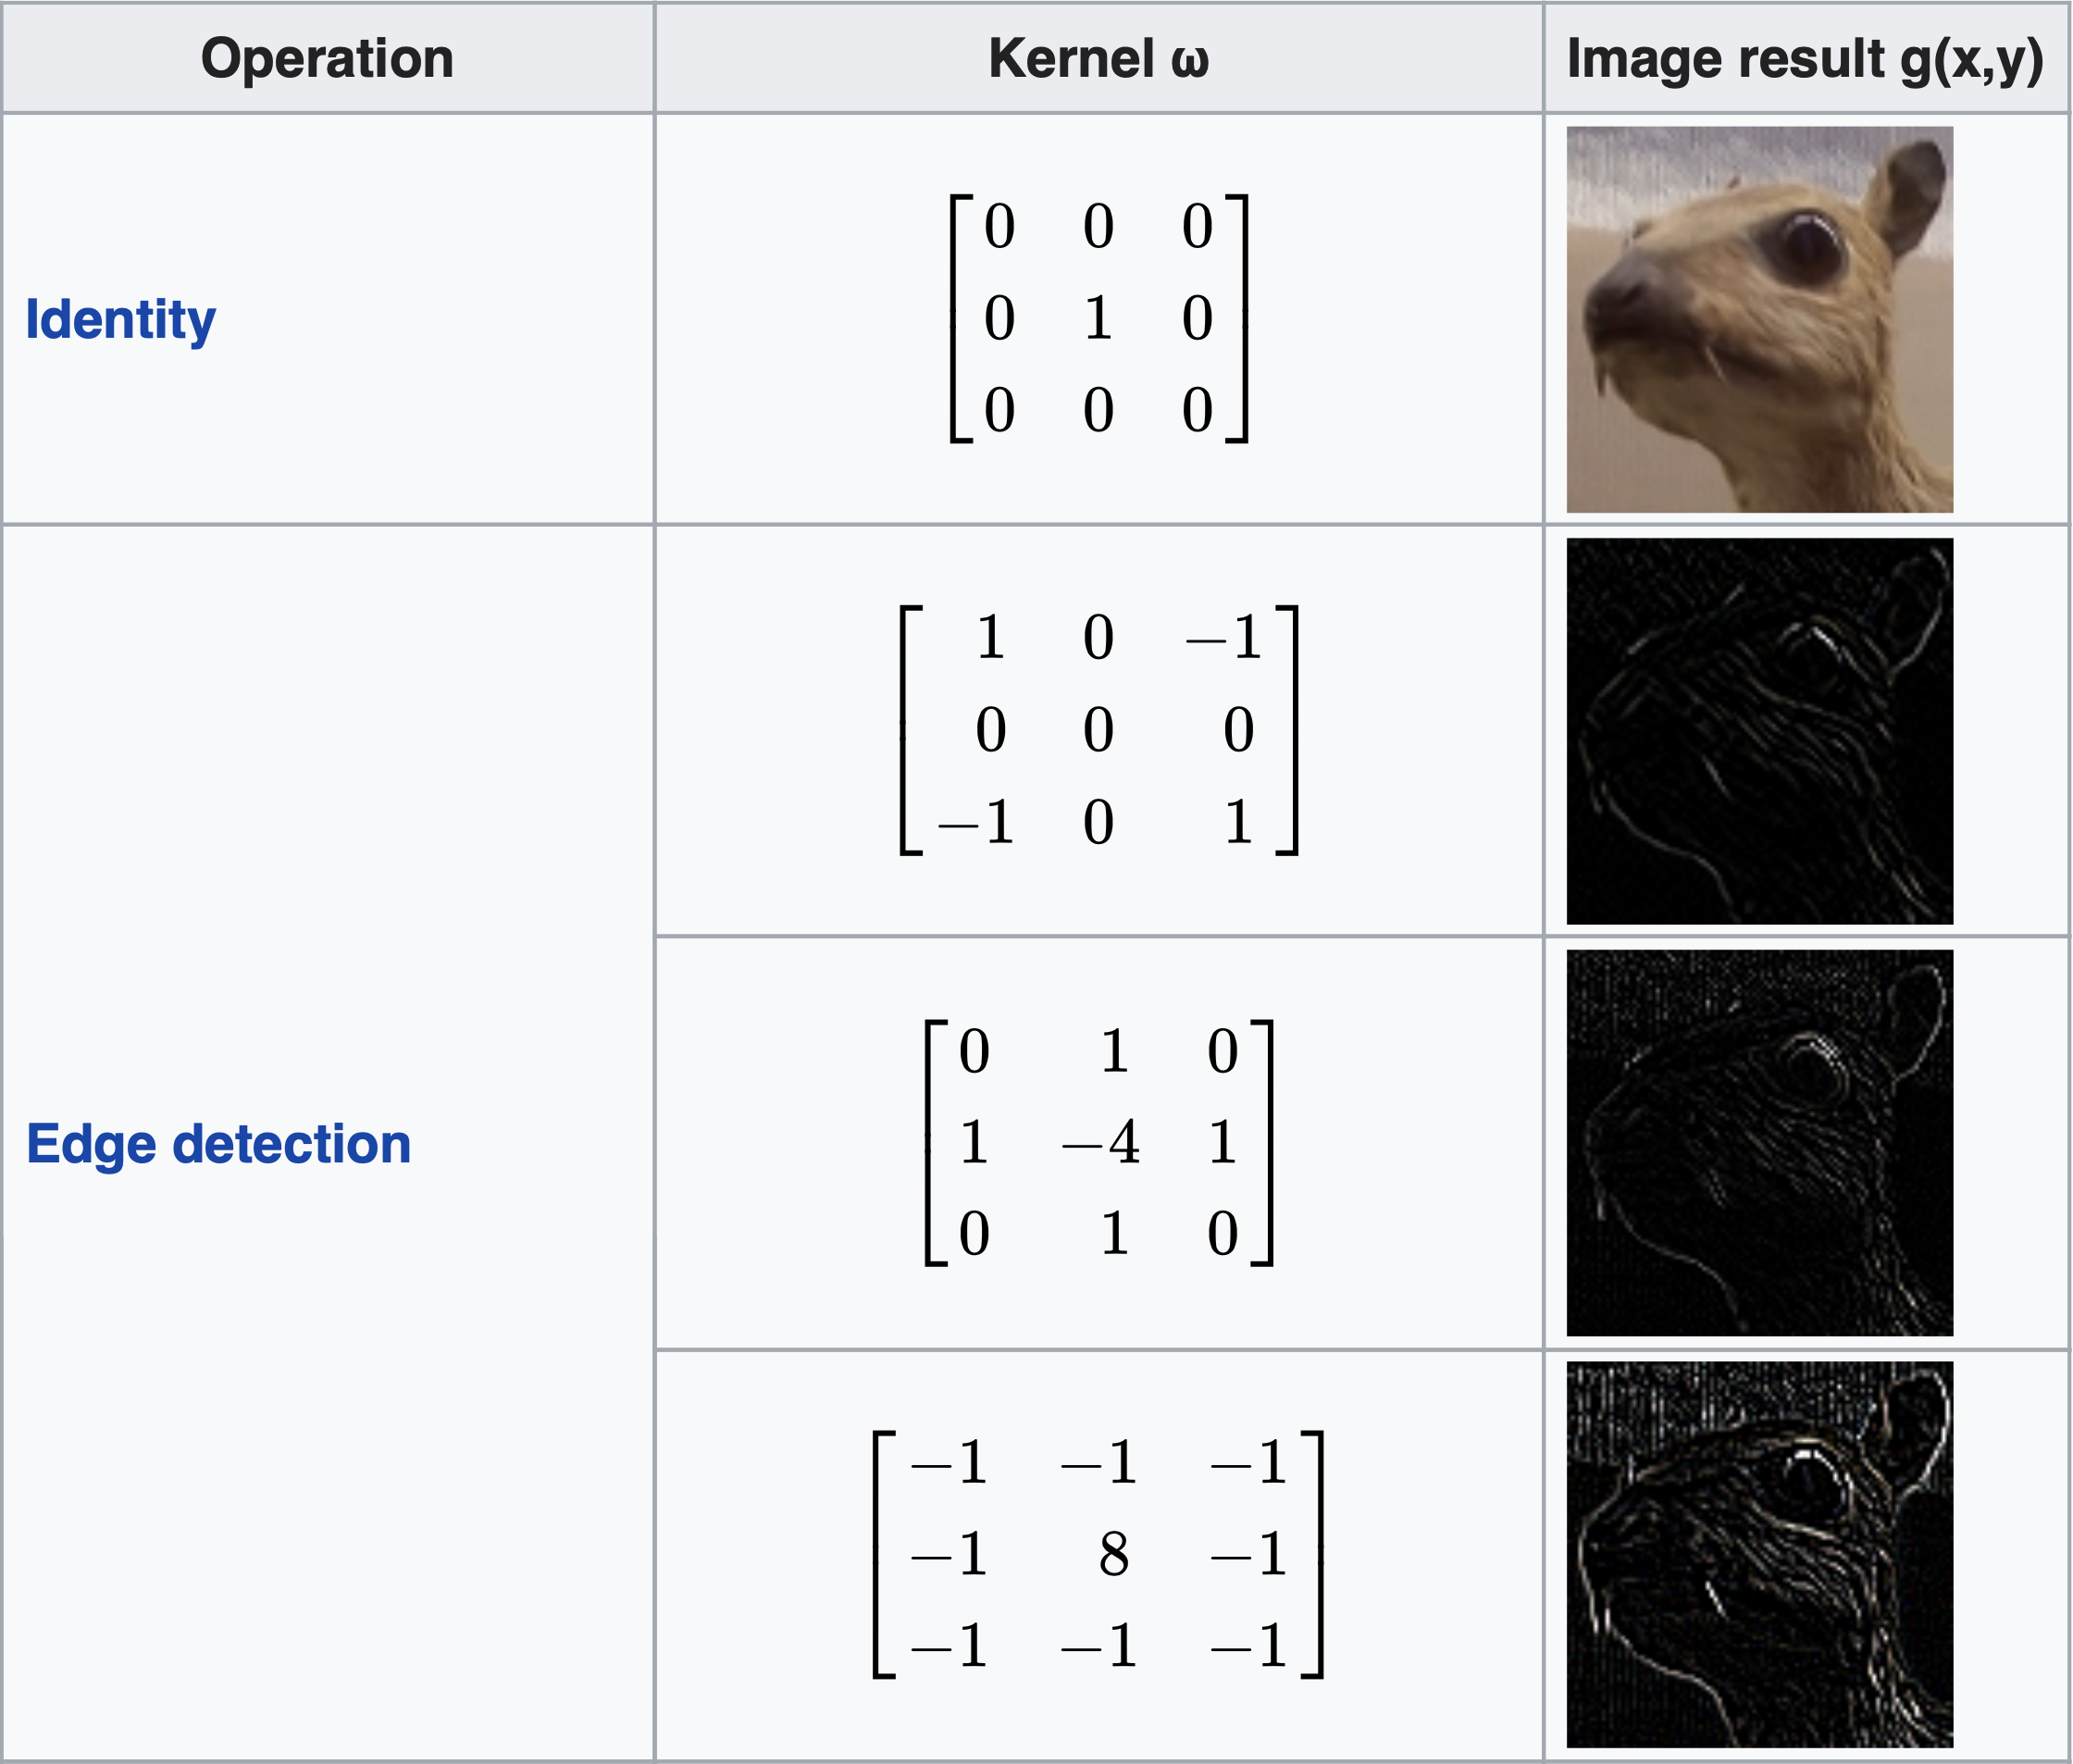 Operation Kernel ω Image result g(x,y)
Identity
0 0 0
0 1 0
0 0 0
Edge detection
1 0 −1
0 0 0
−1 0 1
0 1 0
1 −4 1
0 1 0
−1 −1 −1
−1 8 −1
−1 −1 −1